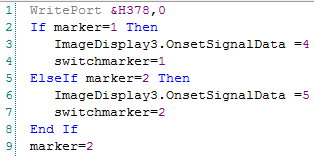 1 WritePort &H378,0
2 If marker=1 Then
3 ImageDisplay3.OnsetSignalData =4
4 switchmarker=1
5 ElseIf marker=2 Then
6 ImageDisplay3.OnsetSignalData =5
7 switchmarker=2
8 End If
9 marker=2